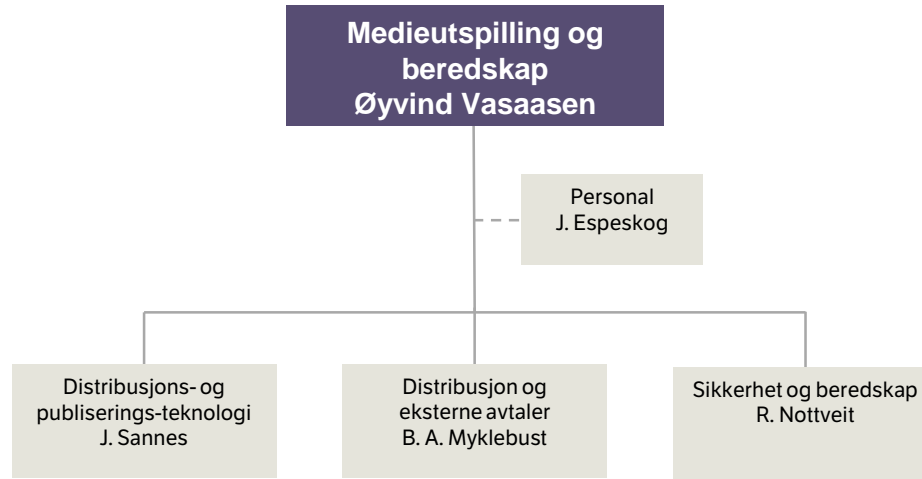 Medieutspilling og
beredskap
Øyvind Vasaasen
Personal
J. Espeskog
Distribusjons- og
publiserings-teknologi
J. Sannes
Distribusjon og
eksterne avtaler
B. A. Myklebust
Sikkerhet og beredskap
R. Nottveit